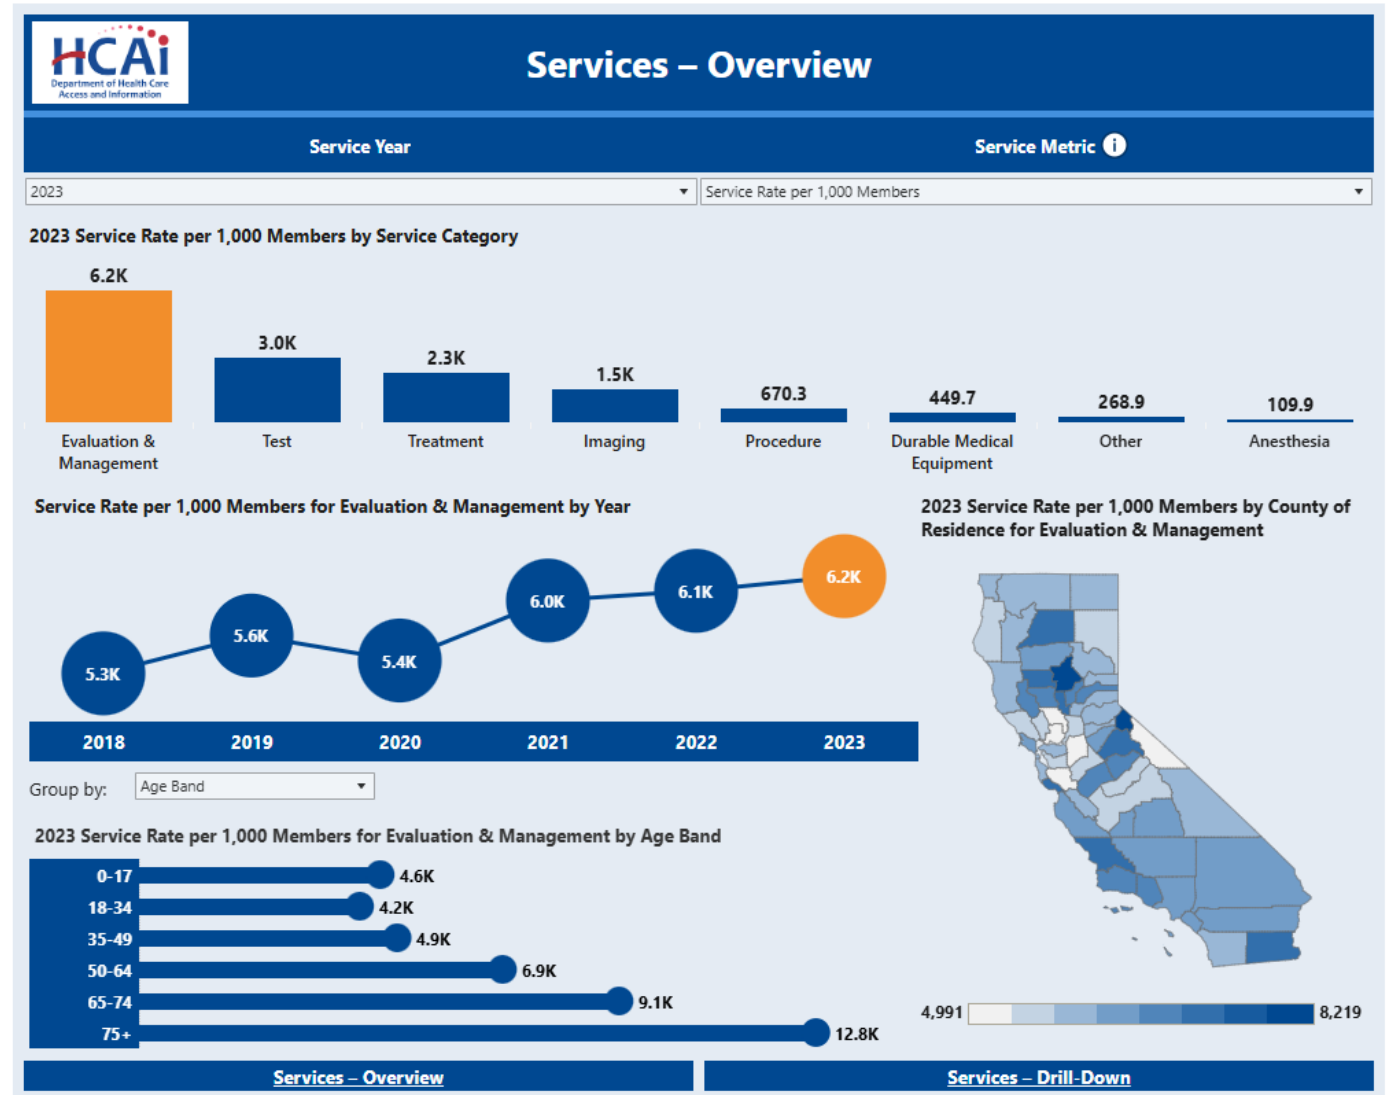 HCAi
Department of Health Care
Access and Information
Services – Overview
Service Year
Service Metric i
2023
Service Rate per 1,000 Members
2023 Service Rate per 1,000 Members by Service Category
6.2K
3.0K
2.3K
1.5K
670.3
449.7
268.9
109.9
Evaluation &
Management
Test
Treatment
Imaging
Procedure
Durable Medical
Equipment
Other
Anesthesia
Service Rate per 1,000 Members for Evaluation & Management by Year
5.3K
5.6K
5.4K
6.0K
6.1K
6.2K
2018
2019
2020
2021
2022
2023
2023 Service Rate per 1,000 Members by County of
Residence for Evaluation & Management
4,991
8,219
Group by:
Age Band
2023 Service Rate per 1,000 Members for Evaluation & Management by Age Band
0-17 4.6K
18-34 4.2K
35-49 4.9K
50-64 6.9K
65-74 9.1K
75+ 12.8K
Services – Overview
Services – Drill-Down